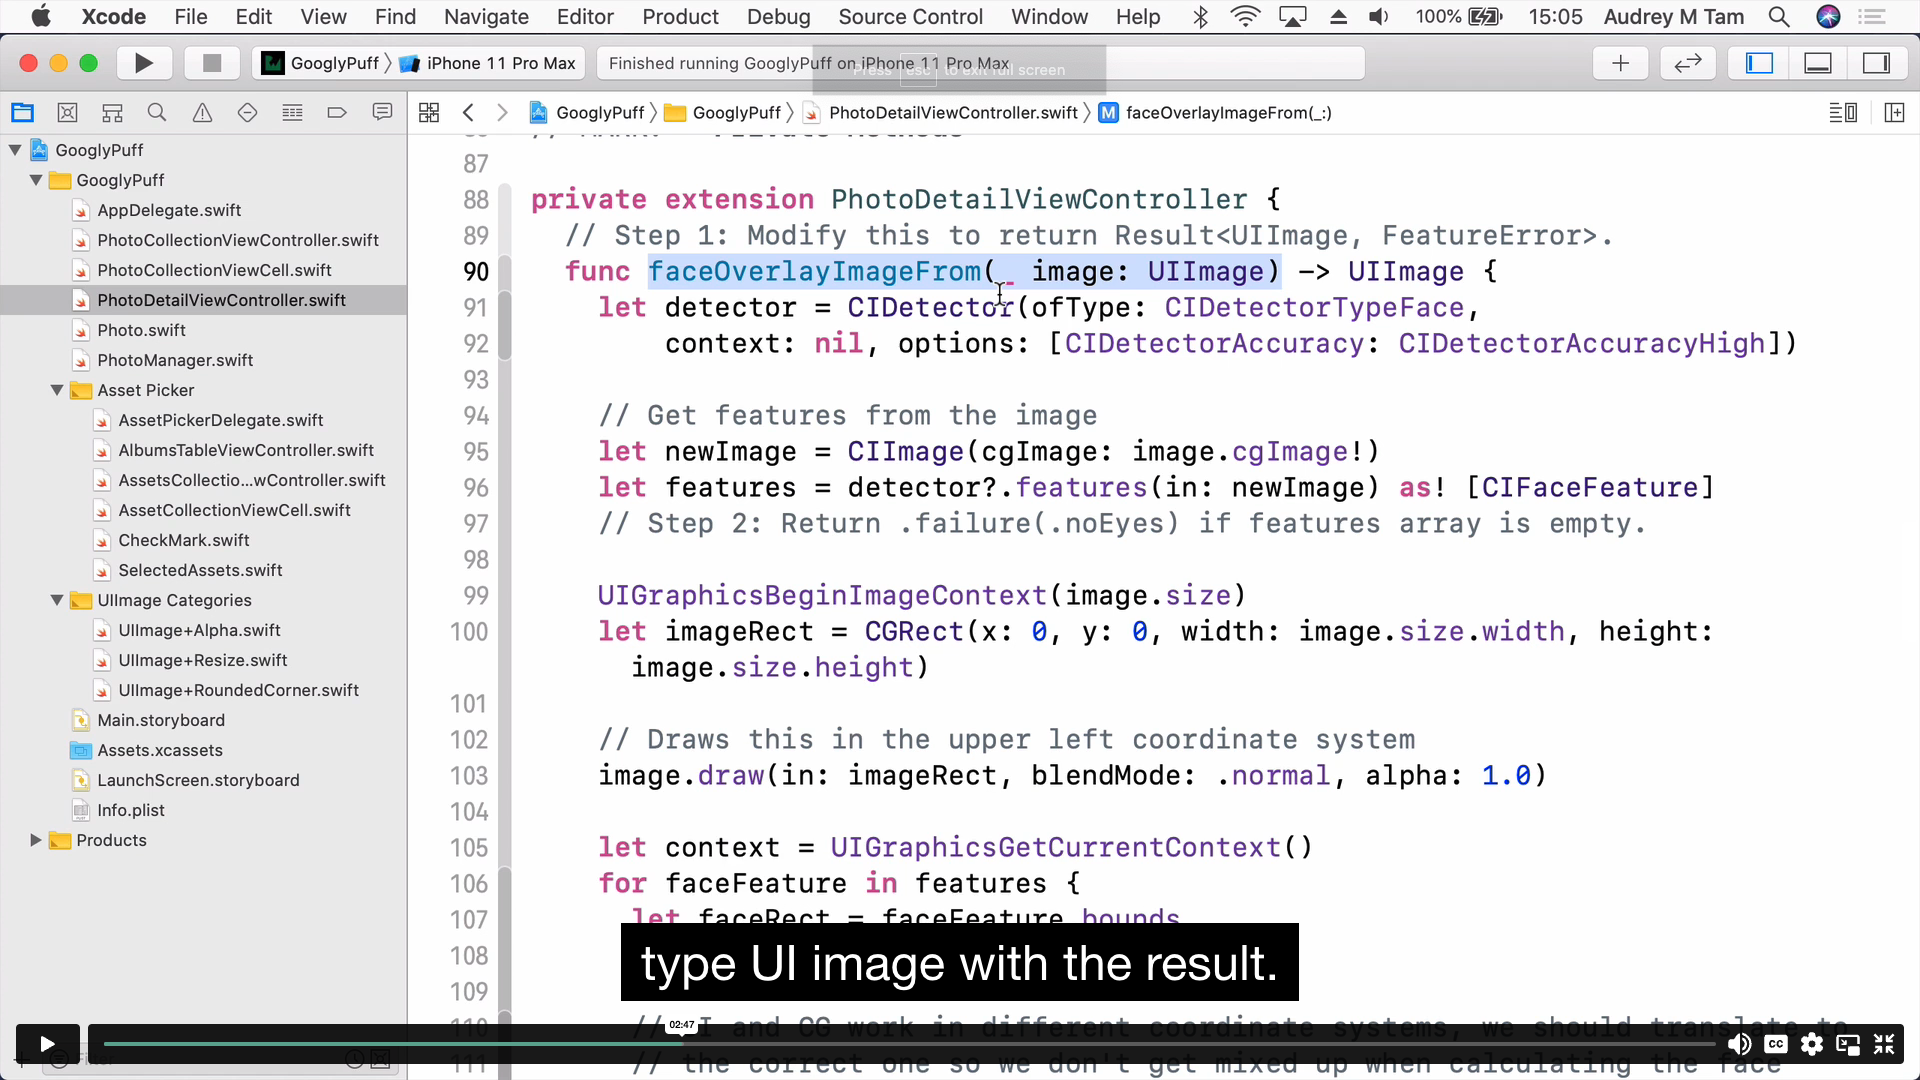 Xcode File Edit View Find Navigate Editor Product Debug Source Control Window Help 100% 15:05 Audrey M Tam
GooglyPuff iPhone 11 Pro Max Finished running GooglyPuff on iPhone 11 Pro Max
Press esc to exit full screen
GooglyPuff GooglyPuff PhotoDetailViewController.swift M faceOverlayImageFrom(_:)
GooglyPuff
GooglyPuff
AppDelegate.swift
PhotoCollectionViewController.swift
PhotoCollectionViewCell.swift
PhotoDetailViewController.swift
Photo.swift
PhotoManager.swift
Asset Picker
AssetPickerDelegate.swift
AlbumsTableViewController.swift
AssetsCollectio...wController.swift
AssetCollectionViewCell.swift
CheckMark.swift
SelectedAssets.swift
UIImage Categories
UIImage+Alpha.swift
UIImage+Resize.swift
UIImage+RoundedCorner.swift
Main.storyboard
Assets.xcassets
LaunchScreen.storyboard
Info.plist
Products
Filter
87
88 private extension PhotoDetailViewController {
89 // Step 1: Modify this to return Result<UIImage, FeatureError>.
90 func faceOverlayImageFrom(_ image: UIImage) -> UIImage {
91 let detector = CIDetector(ofType: CIDetectorTypeFace,
92 context: nil, options: [CIDetectorAccuracy: CIDetectorAccuracyHigh])
93
94 // Get features from the image
95 let newImage = CIImage(cgImage: image.cgImage!)
96 let features = detector?.features(in: newImage) as! [CIFaceFeature]
97 // Step 2: Return .failure(.noEyes) if features array is empty.
98
99 UIGraphicsBeginImageContext(image.size)
100 let imageRect = CGRect(x: 0, y: 0, width: image.size.width, height:
image.size.height)
101
102 // Draws this in the upper left coordinate system
103 image.draw(in: imageRect, blendMode: .normal, alpha: 1.0)
104
105 let context = UIGraphicsGetCurrentContext()
106 for faceFeature in features {
107 let faceRect = faceFeature.bounds
108
109
110 // and CG work in different coordinate systems, we should translate to
111 // the correct one so we don't get mixed up when calculating the face
type UI image with the result.
02:47
CC